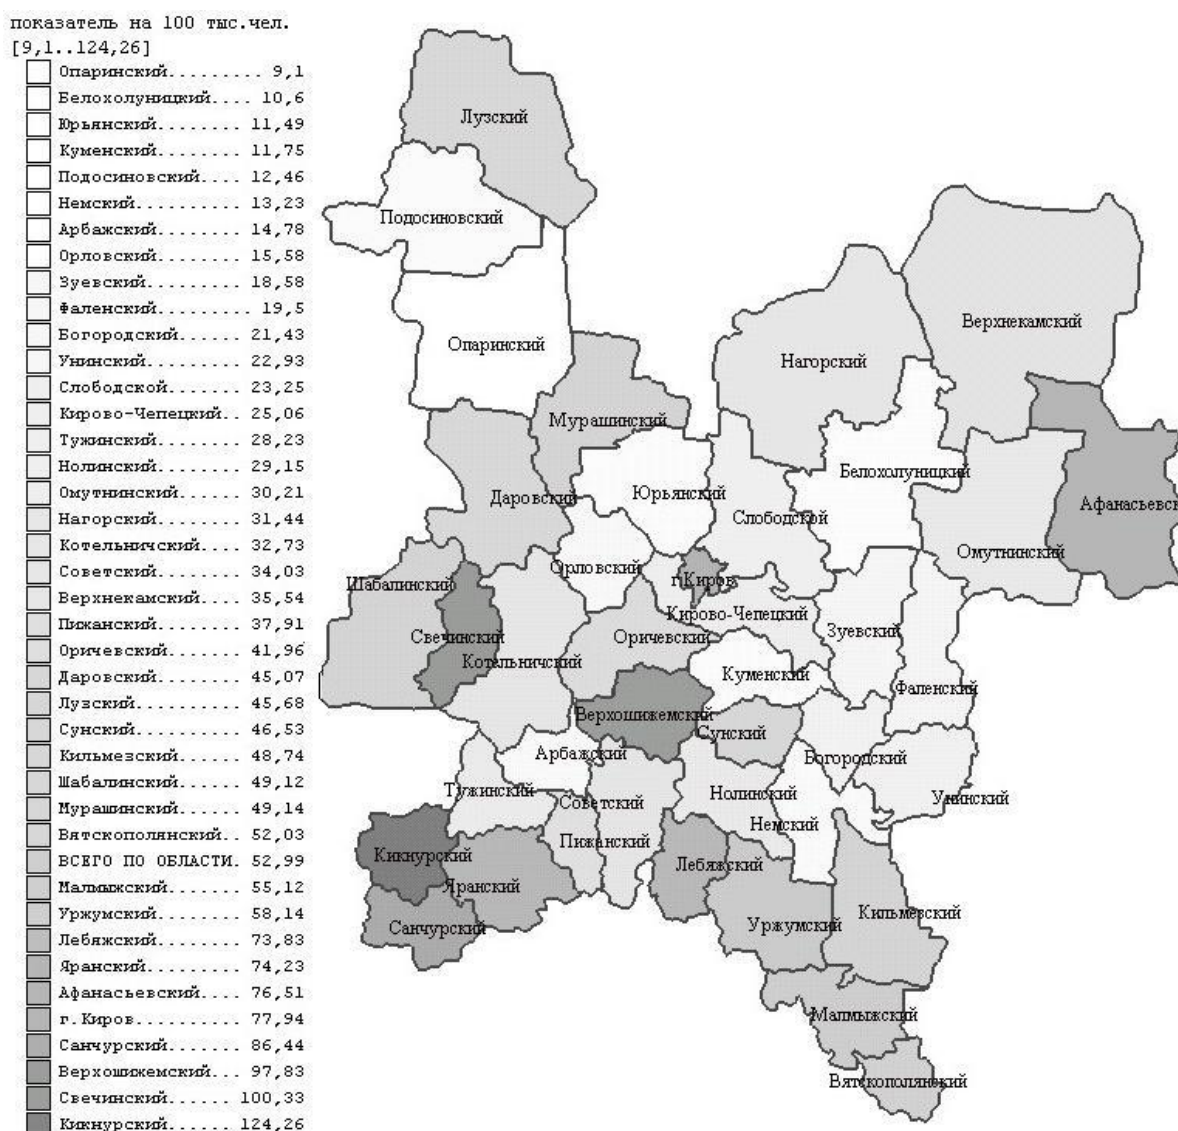 показатель на 100 тыс.чел.
[9,1..124,26]
Опаринский......... 9,1
Белохолуницкий.... 10,6
Юрьянский........ 11,49
Куменский........ 11,75
Подосиновский.... 12,46
Немский.......... 13,23
Арбажский........ 14,78
Орловский........ 15,58
Зуевский......... 18,58
Фаленский......... 19,5
Богородский...... 21,43
Унинский......... 22,93
Слободской....... 23,25
Кирово-Чепецкий.. 25,06
Тужинский........ 28,23
Нолинский........ 29,15
Омутнинский...... 30,21
Нагорский........ 31,44
Котельничский.... 32,73
Советский........ 34,03
Верхнекамский.... 35,54
Пижанский........ 37,91
Оричевский....... 41,96
Даровский........ 45,07
Лузский.......... 45,68
Сунский.......... 46,53
Кильмезский...... 48,74
Шабалинский...... 49,12
Мурашинский...... 49,14
Вятскополянский.. 52,03
ВСЕГО ПО ОБЛАСТИ. 52,99
Малмыжский....... 55,12
Уржумский........ 58,14
Лебяжский........ 73,83
Яранский......... 74,23
Афанасьевский.... 76,51
г.Киров.......... 77,94
Санчурский....... 86,44
Верхошижемский... 97,83
Свечинский...... 100,33
Кикнурский...... 124,26
Лузский
Подосиновский
Опаринский
Верхнекамский
Нагорский
Мурашинский
Белохолуницкий
Юрьянский
Даровский
Слободской
Афанасьевск
Омутнинский
Орловский
г.Киров
Шабалинский
Кирово-Чепецкий
Свечинский
Оричевский
Зуевский
Котельничский
Куменский
Фаленский
Верхошижемский
Сунский
Арбажский
Богородский
Тужинский
Нолинский
Унинский
Советский
Немский
Пижанский
Кикнурский
Лебяжский
Яранский
Кильмезский
Санчурский
Уржумский
Малмыжский
Вятскополянский